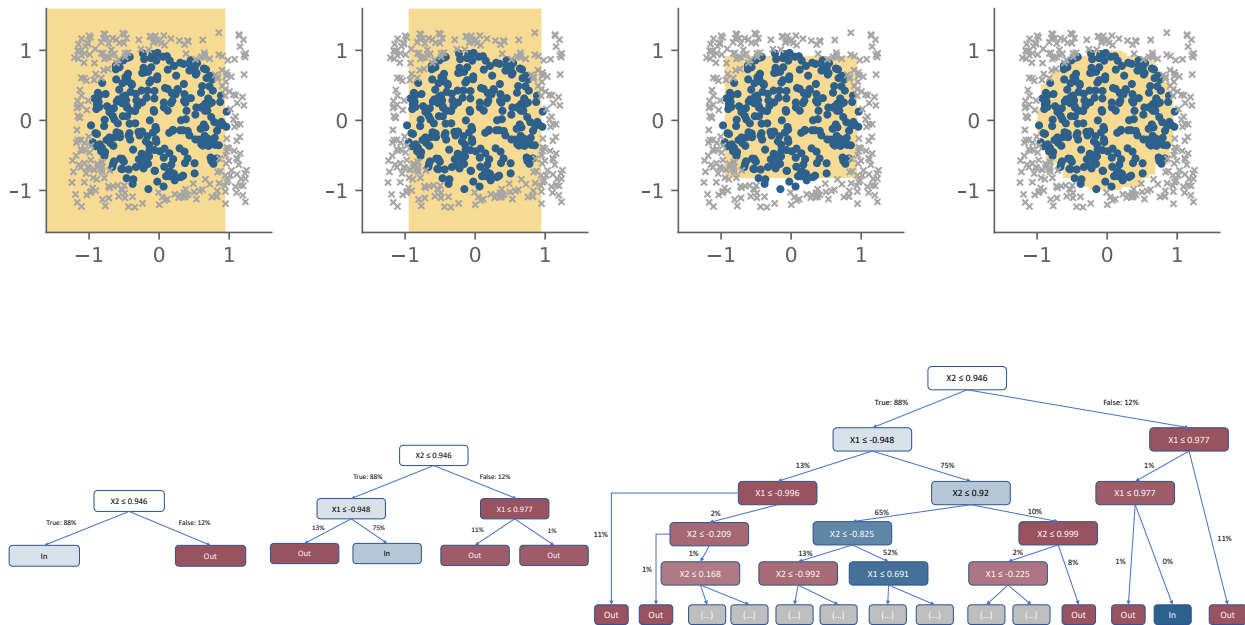 1
0
−1
−1 0 1
1
0
−1
−1 0 1
1
0
−1
−1 0 1
1
0
−1
−1 0 1
X2 ≤ 0.946
True: 88% False: 12%
In Out
X2 ≤ 0.946
True: 88% False: 12%
X1 ≤ -0.948 X1 ≤ 0.977
13% 75% 11% 1%
Out In Out Out
X2 ≤ 0.946
True: 88% False: 12%
X1 ≤ -0.948 X1 ≤ 0.977
13% 75% 1%
X1 ≤ -0.996 X2 ≤ 0.92 X1 ≤ 0.977
2% 65% 10%
11% X2 ≤ -0.209 X2 ≤ -0.825 X2 ≤ 0.999 11%
1% 1% 13% 52% 2% 8% 1% 0%
X2 ≤ 0.168 X2 ≤ -0.992 X1 ≤ 0.691 X1 ≤ -0.225
Out Out (...) (...) (...) (...) (...) (...) (...) (...) Out Out In Out